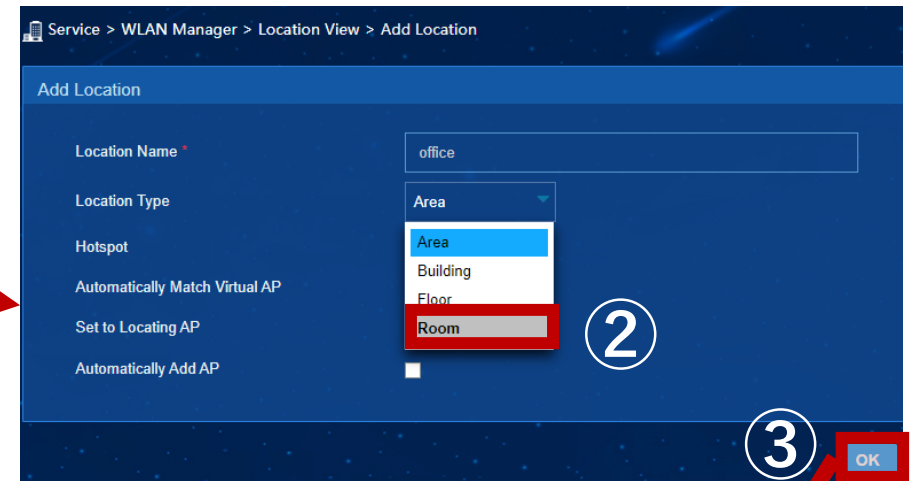 Service > WLAN Manager > Location View > Add Location
Add Location
Location Name *
office
Location Type
Area
Hotspot
Area
Building
Automatically Match Virtual AP
Floor
Set to Locating AP
Room
②
Automatically Add AP
③
OK